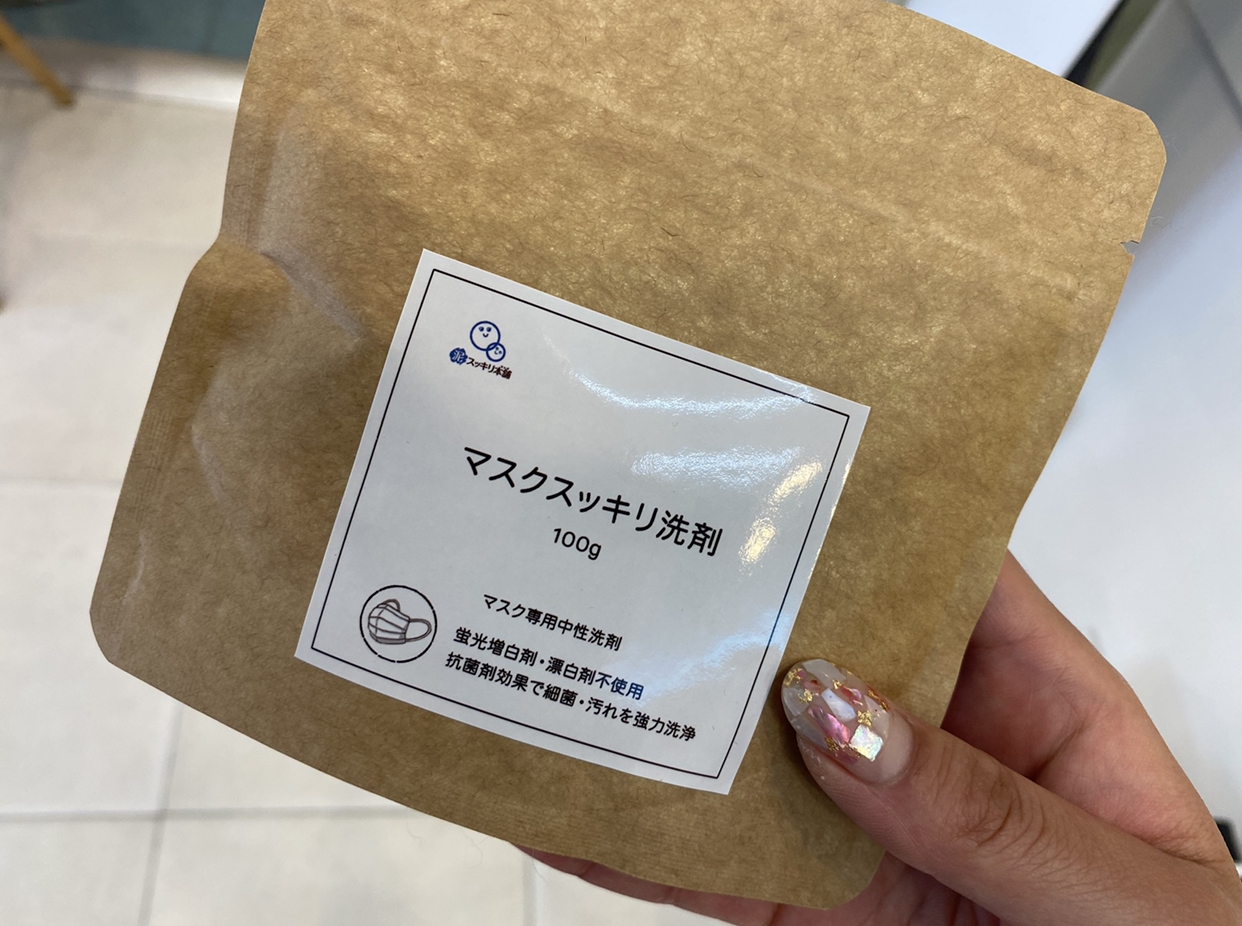 泥スッキリ本舗
マスクスッキリ洗剤
100g
マスク専用中性洗剤
蛍光増白剤・漂白剤不使用
抗菌剤効果で細菌・汚れを強力洗浄